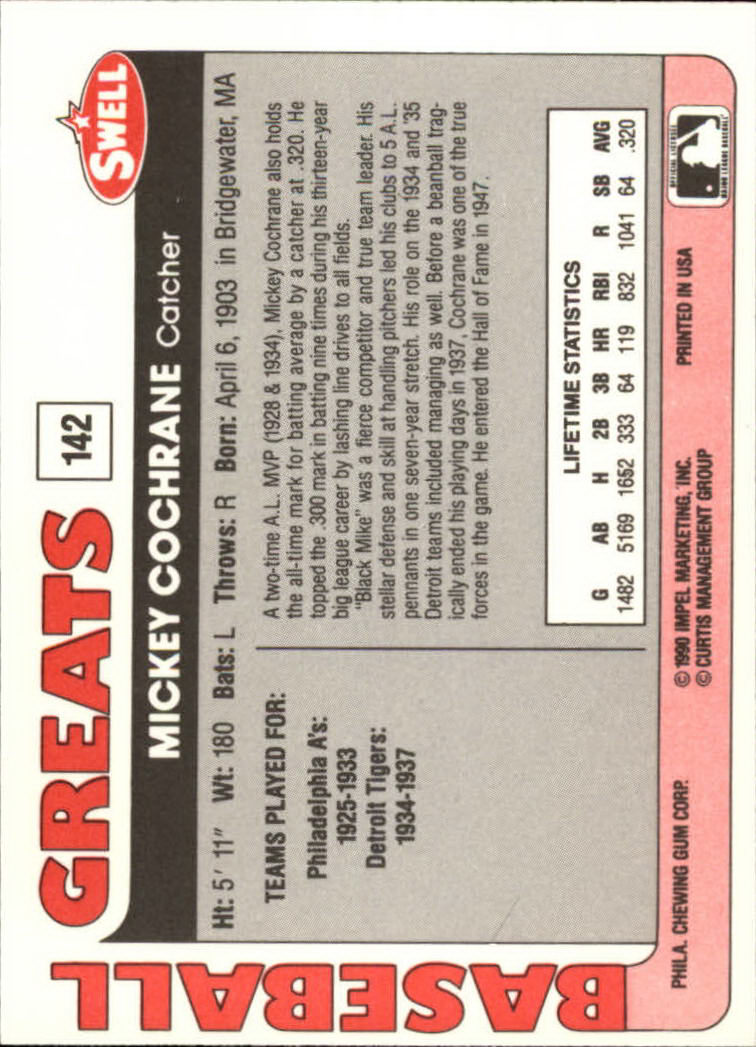 BASEBALL
GREATS
142
SWELL
MICKEY COCHRANE Catcher
Ht: 5′ 11″ Wt: 180 Bats: L Throws: R Born: April 6, 1903 in Bridgewater, MA
TEAMS PLAYED FOR:
Philadelphia A's:
1925-1933
Detroit Tigers:
1934-1937
A two-time A.L. MVP (1928 & 1934), Mickey Cochrane also holds
the all-time mark for batting average by a catcher at .320. He
topped the .300 mark in batting nine times during his thirteen-year
big league career by lashing line drives to all fields.
"Black Mike" was a fierce competitor and true team leader. His
stellar defense and skill at handling pitchers led his clubs to 5 A.L.
pennants in one seven-year stretch. His role on the 1934 and '35
Detroit teams included managing as well. Before a beanball trag-
ically ended his playing days in 1937, Cochrane was one of the true
forces in the game. He entered the Hall of Fame in 1947.
LIFETIME STATISTICS
G AB H 2B 3B HR RBI R SB AVG
1482 5169 1652 333 64 119 832 1041 64 .320
PHILA. CHEWING GUM CORP.
© 1990 IMPEL MARKETING, INC.
© CURTIS MANAGEMENT GROUP
PRINTED IN USA
OFFICIAL LICENSEE
MAJOR LEAGUE BASEBALL